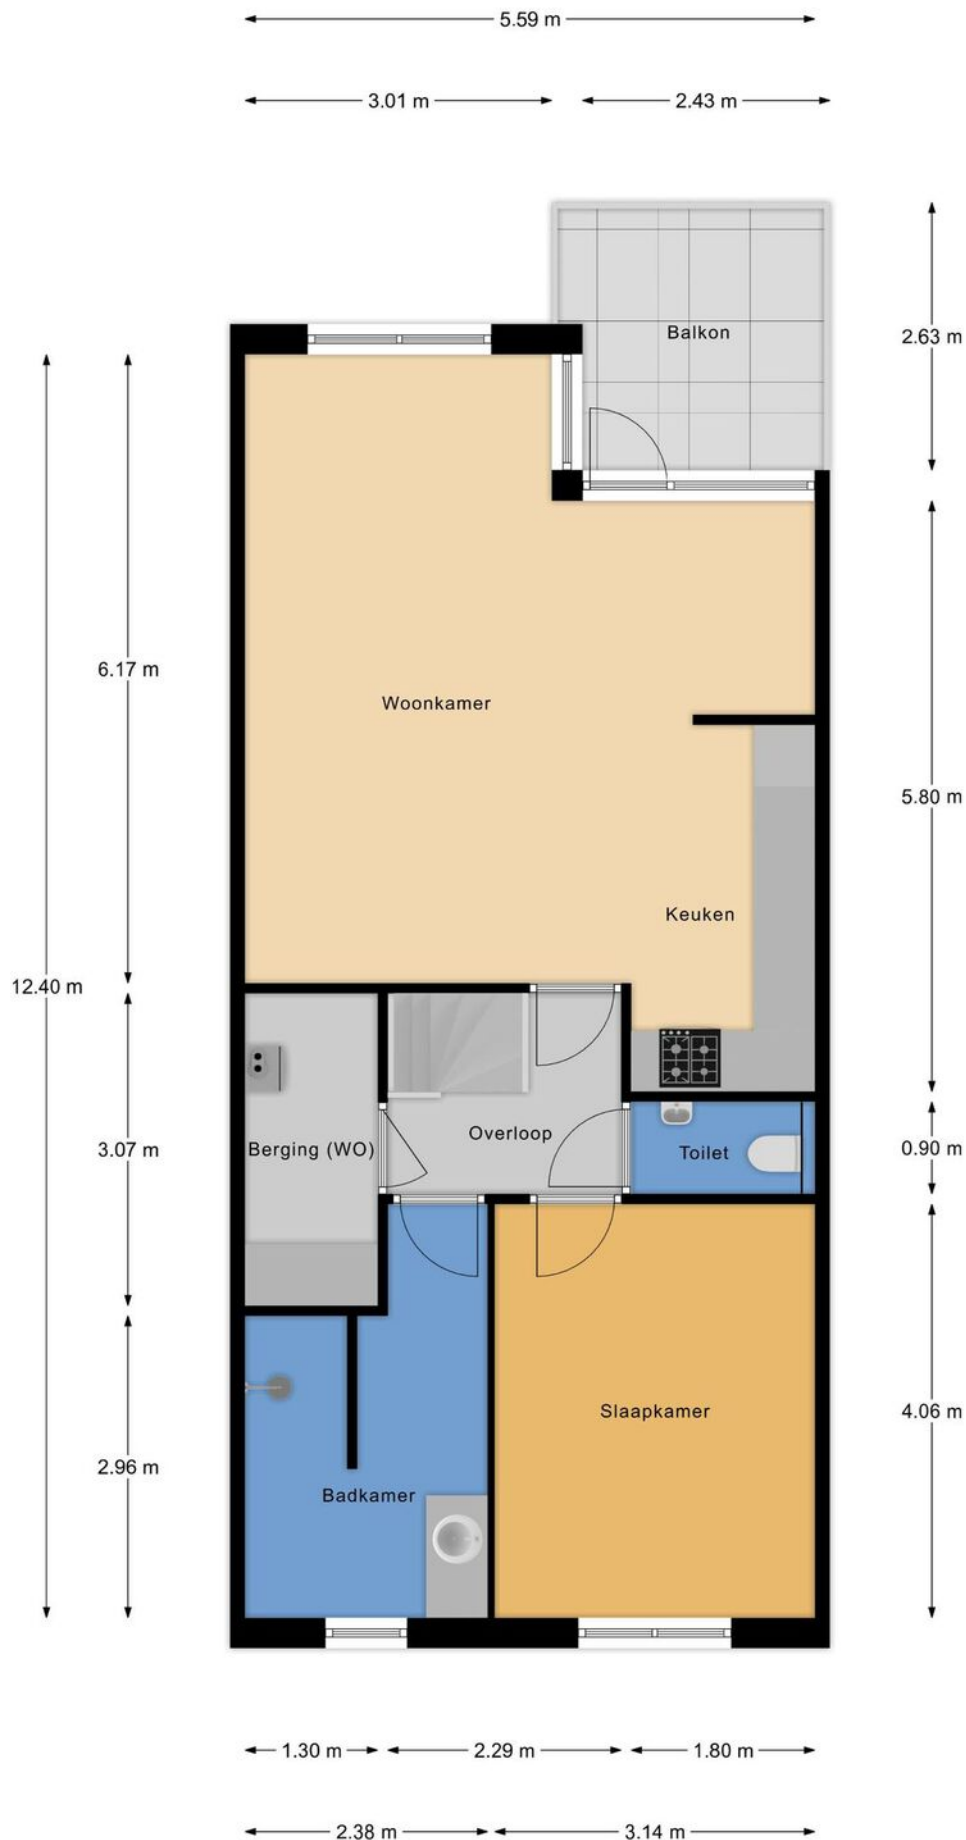 5.59 m
3.01 m
2.43 m
Balkon
2.63 m
6.17 m
Woonkamer
5.80 m
Keuken
12.40 m
Overloop
Berging (WO)
3.07 m
Toilet
0.90 m
Slaapkamer
4.06 m
2.96 m
Badkamer
1.30 m
2.29 m
1.80 m
2.38 m
3.14 m